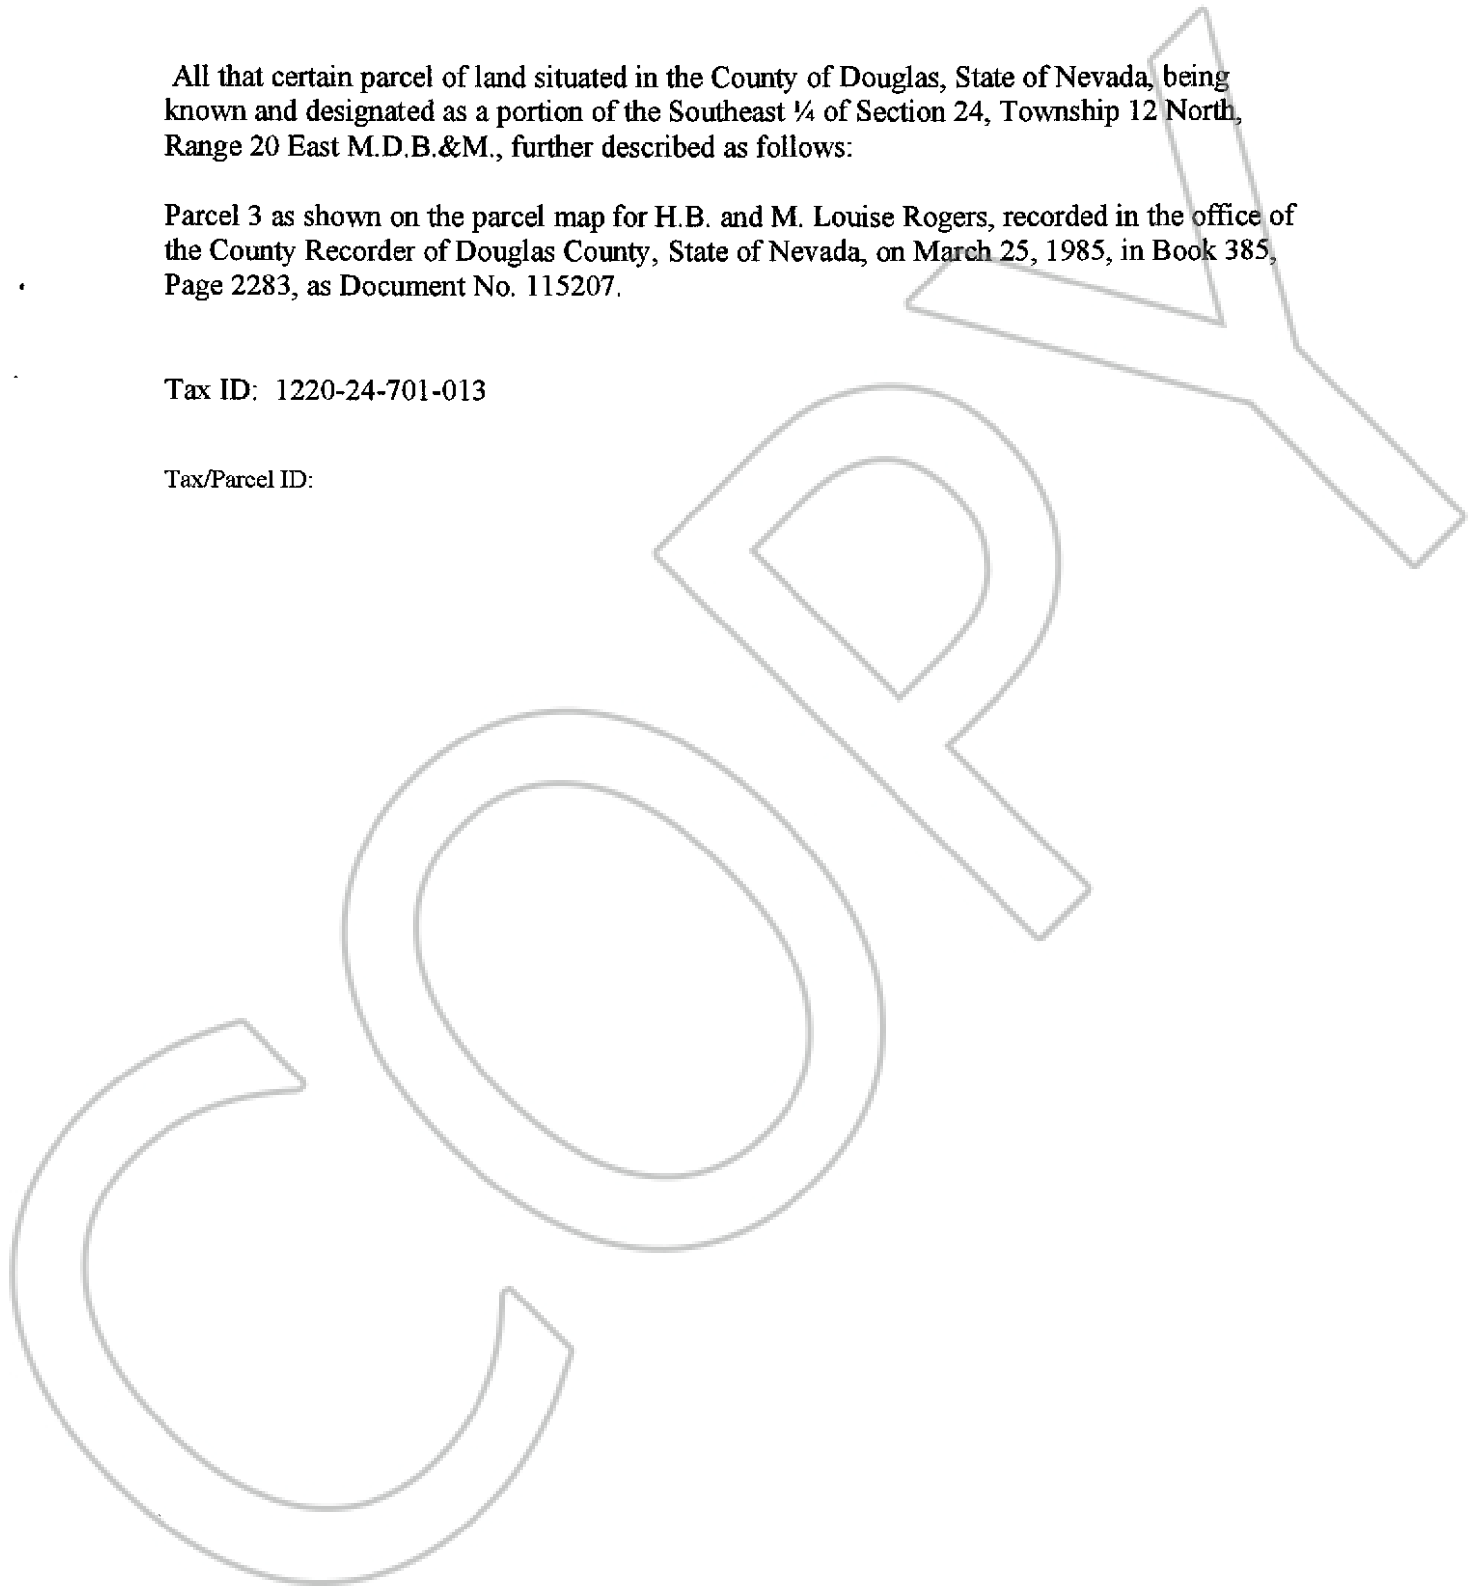 All that certain parcel of land situated in the County of Douglas, State of Nevada, being
known and designated as a portion of the Southeast ¼ of Section 24, Township 12 North,
Range 20 East M.D.B.&M., further described as follows:
Parcel 3 as shown on the parcel map for H.B. and M. Louise Rogers, recorded in the office of
the County Recorder of Douglas County, State of Nevada, on March 25, 1985, in Book 385,
Page 2283, as Document No. 115207.
Tax ID: 1220-24-701-013
Tax/Parcel ID:
COPY